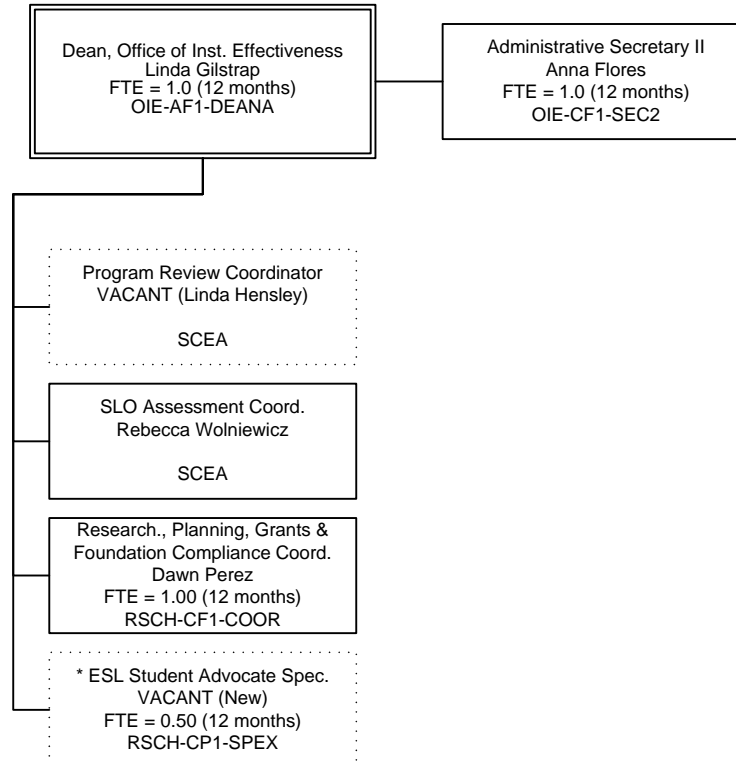 Dean, Office of Inst. Effectiveness
Linda Gilstrap
FTE = 1.0 (12 months)
OIE-AF1-DEANA
Administrative Secretary II
Anna Flores
FTE = 1.0 (12 months)
OIE-CF1-SEC2
Program Review Coordinator
VACANT (Linda Hensley)
SCEA
SLO Assessment Coord.
Rebecca Wolniewicz
SCEA
Research., Planning, Grants &
Foundation Compliance Coord.
Dawn Perez
FTE = 1.00 (12 months)
RSCH-CF1-COOR
* ESL Student Advocate Spec.
VACANT (New)
FTE = 0.50 (12 months)
RSCH-CP1-SPEX